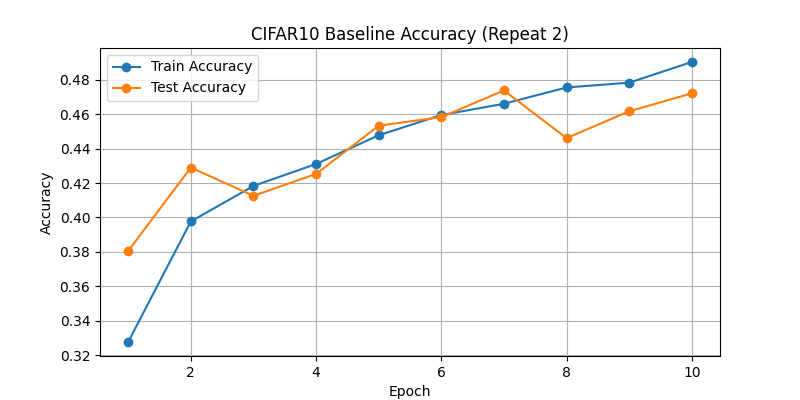 CIFAR10 Baseline Accuracy (Repeat 2)
Train Accuracy
Test Accuracy
0.48
0.46
0.44
0.42
0.40
0.38
0.36
0.34
0.32
Accuracy
2 4 6 8 10
Epoch